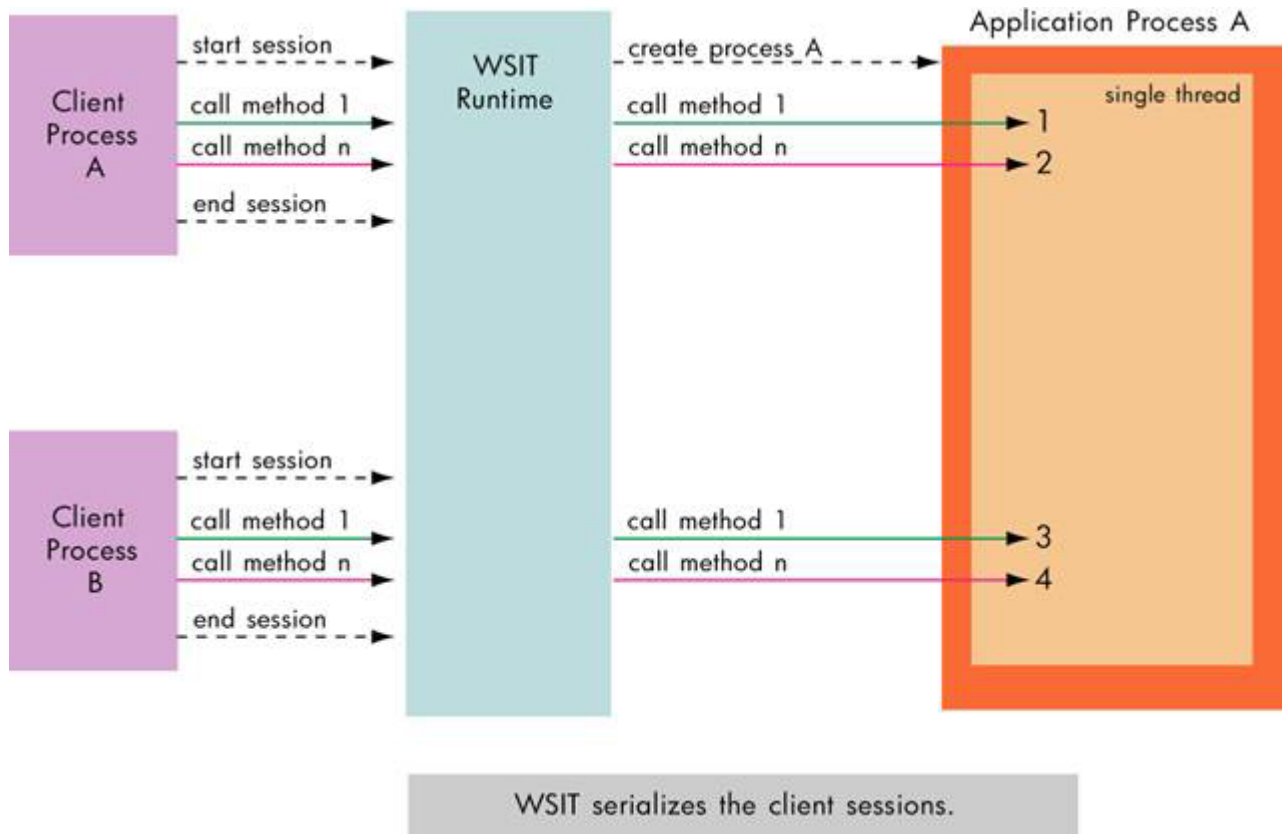 Application Process A
start session
create process A
WSIT
Runtime
single thread
Client
Process
A
call method 1
call method 1
1
call method n
call method n
2
end session
start session
Client
Process
B
call method 1
call method 1
3
call method n
call method n
4
end session
WSIT serializes the client sessions.